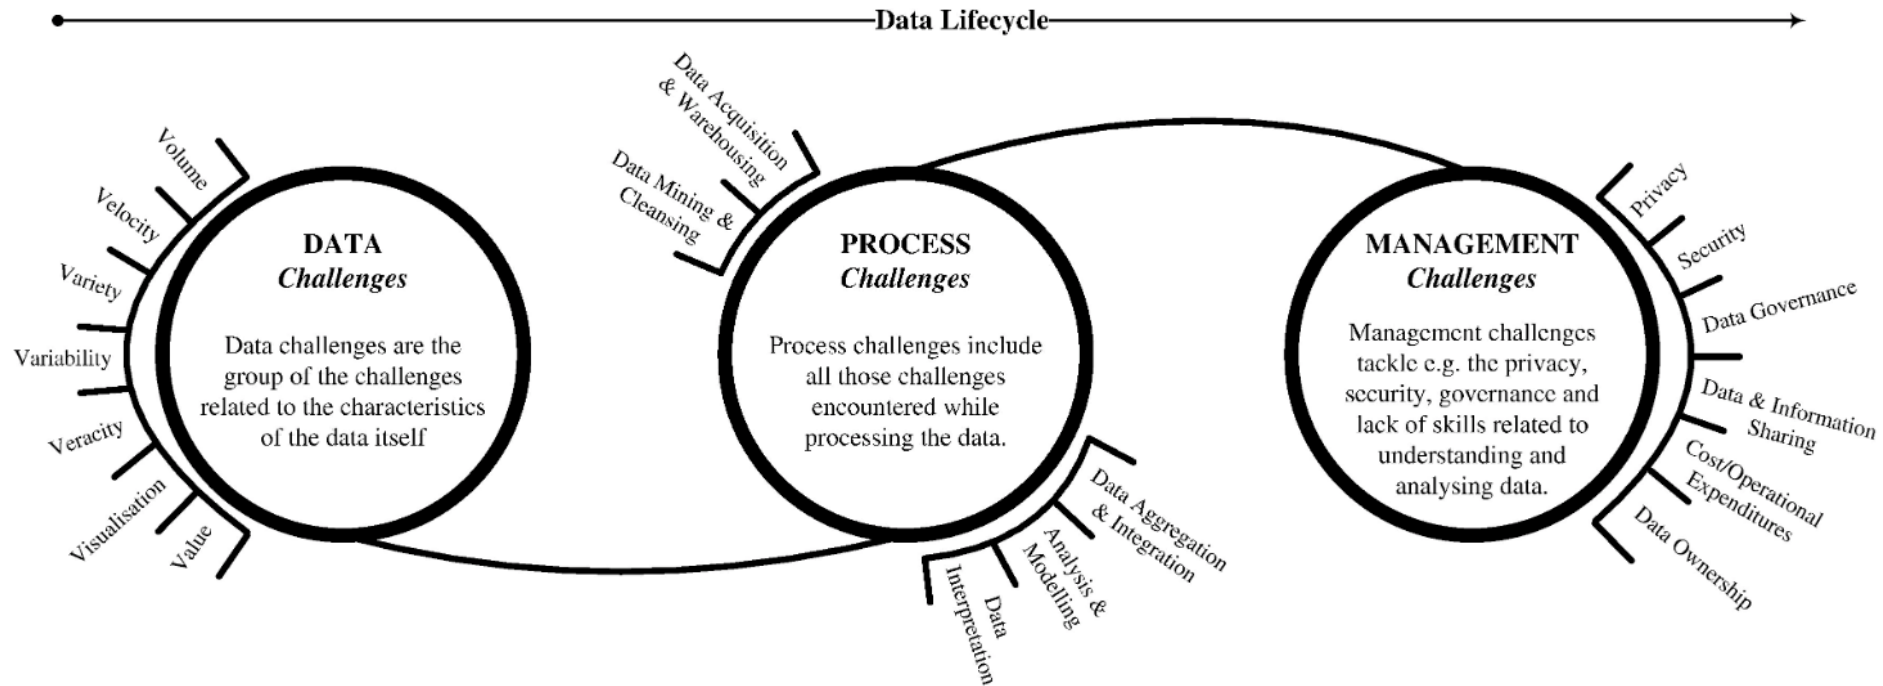 Data Lifecycle
Volume
Velocity
Variety
Variability
Veracity
Visualisation
Value
DATA
Challenges
Data challenges are the
group of the challenges
related to the characteristics
of the data itself
Data Acquisition
& Warehousing
Data Mining &
Cleansing
PROCESS
Challenges
Process challenges include
all those challenges
encountered while
processing the data.
Data Aggregation
& Integration
Analysis &
Modelling
Data
Interpretation
MANAGEMENT
Challenges
Management challenges
tackle e.g. the privacy,
security, governance and
lack of skills related to
understanding and
analysing data.
Privacy
Security
Data Governance
Data & Information
Sharing
Cost/Operational
Expenditures
Data Ownership